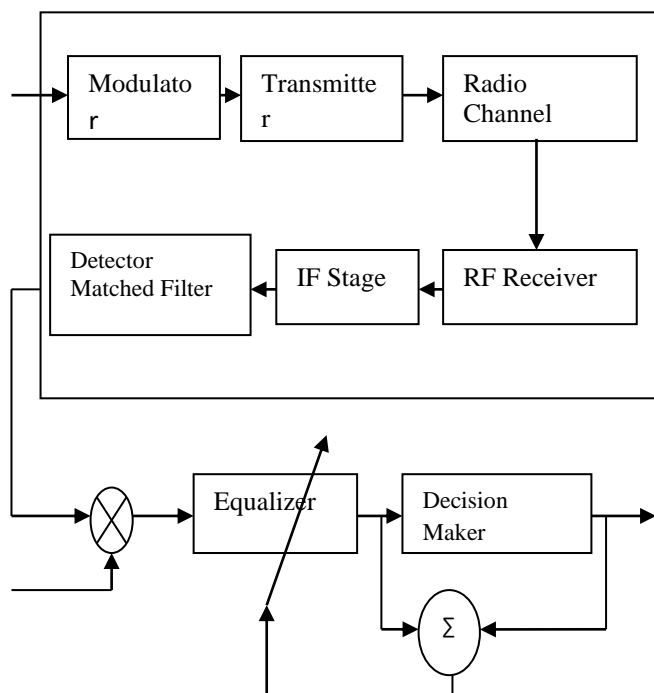 Modulato
r
Transmitte
r
Radio
Channel
Detector
Matched Filter
IF Stage
RF Receiver
Equalizer
Decision
Maker
Σ